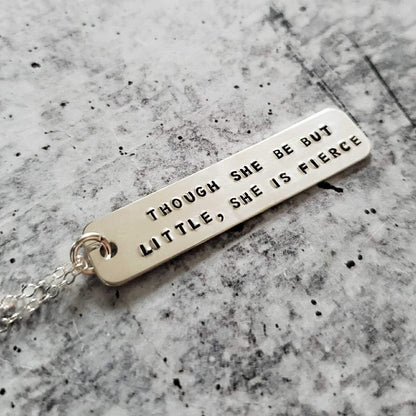 THOUGH SHE BE BUT
LITTLE, SHE IS FIERCE